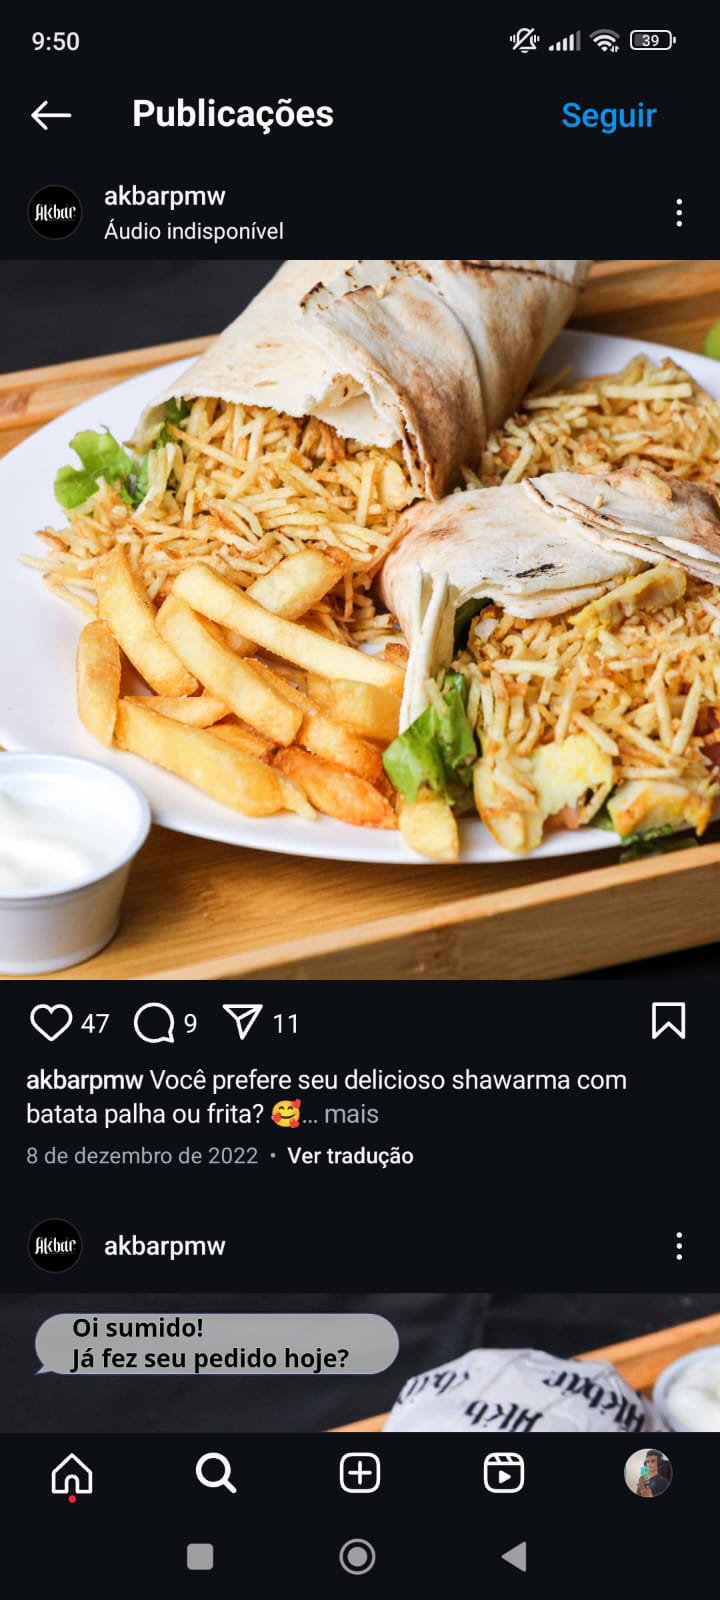 9:50
39
Publicações
Seguir
Akbar
akbarpmw
Áudio indisponível
47
9
11
akbarpmw Você prefere seu delicioso shawarma com
batata palha ou frita? 🥰... mais
8 de dezembro de 2022 • Ver tradução
Akbar
akbarpmw
Oi sumido!
Já fez seu pedido hoje?
Akbar